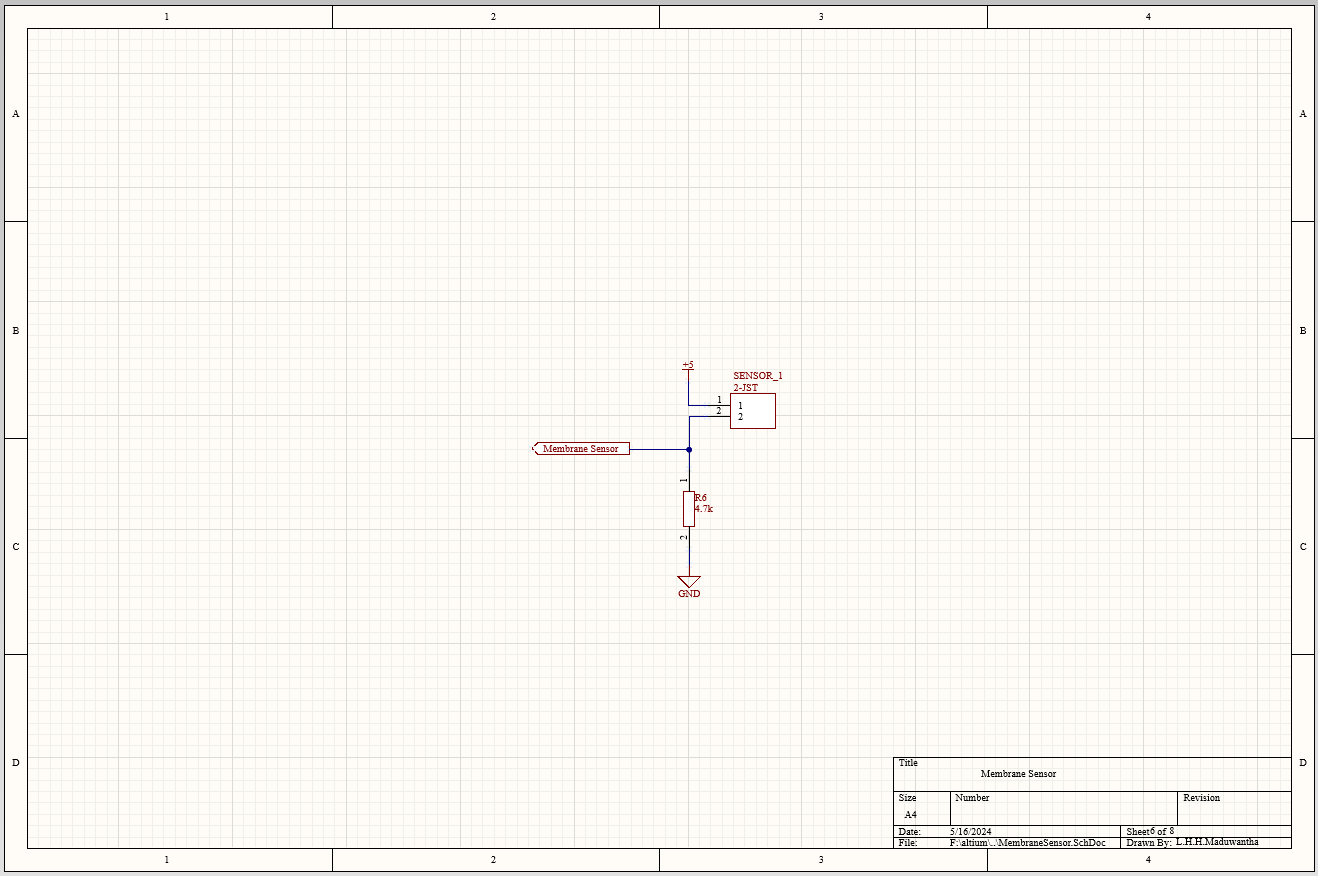 1 2 3 4
A A
+5
SENSOR_1
2-JST
1 1
2 2
B B
Membrane Sensor
1
R6
4.7k
2
C C
GND
Title
Membrane Sensor
D D
Size Number Revision
A4
Date: 5/16/2024 Sheet6 of 8
File: F:\altium\..\MembraneSensor.SchDoc Drawn By: L.H.H.Maduwantha
1 2 3 4